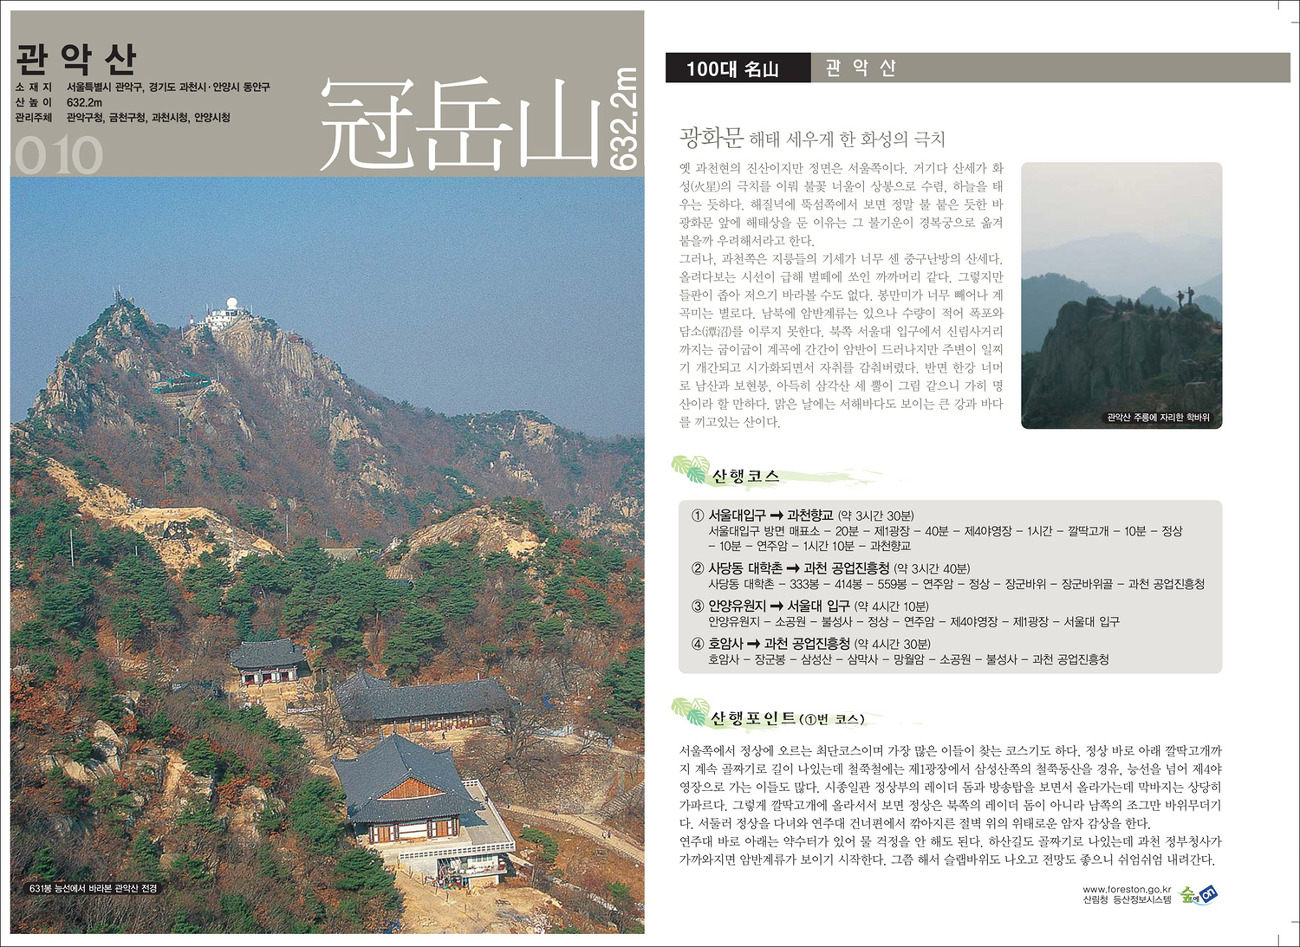 관 악 산
소 재 지 서울특별시 관악구, 경기도 과천시·안양시 동안구
산 높 이 632.2m
관리주체 관악구청, 금천구청, 과천시청, 안양시청
010
冠岳山
632.2m
631봉 능선에서 바라본 관악산 전경
100대 名山 관 악 산
광화문 해태 세우게 한 화성의 극치
옛 과천현의 진산이지만 정면은 서울쪽이다. 거기다 산세가 화
성(火星)의 극치를 이뤄 불꽃 너울이 상봉으로 수렴, 하늘을 태
우는 듯하다. 해질녘에 뚝섬쪽에서 보면 정말 불 붙은 듯한 바
광화문 앞에 해태상을 둔 이유는 그 불기운이 경복궁으로 옮겨
붙을까 우려해서라고 한다.
그러나, 과천쪽은 지릉들의 기세가 너무 센 중구난방의 산세다.
올려다보는 시선이 급해 벌떼에 쏘인 까까머리 같다. 그렇지만
들판이 좁아 저으기 바라볼 수도 없다. 봉만미가 너무 빼어나 계
곡미는 별로다. 남북에 암반계류는 있으나 수량이 적어 폭포와
담소(潭沼)를 이루지 못한다. 북쪽 서울대 입구에서 신림사거리
까지는 굽이굽이 계곡에 간간이 암반이 드러나지만 주변이 일찌
기 개간되고 시가화되면서 자취를 감춰버렸다. 반면 한강 너머
로 남산과 보현봉, 아득히 삼각산 세 뿔이 그림 같으니 가히 명
산이라 할 만하다. 맑은 날에는 서해바다도 보이는 큰 강과 바다
를 끼고있는 산이다.
관악산 주릉에 자리한 학바위
산행코스
① 서울대입구 ➞ 과천향교 (약 3시간 30분)
서울대입구 방면 매표소 – 20분 – 제1광장 – 40분 – 제4야영장 – 1시간 – 깔딱고개 – 10분 – 정상
– 10분 – 연주암 – 1시간 10분 – 과천향교
② 사당동 대학촌 ➞ 과천 공업진흥청 (약 3시간 40분)
사당동 대학촌 – 333봉 – 414봉 – 559봉 – 연주암 – 정상 – 장군바위 – 장군바위골 – 과천 공업진흥청
③ 안양유원지 ➞ 서울대 입구 (약 4시간 10분)
안양유원지 – 소공원 – 불성사 – 정상 – 연주암 – 제4야영장 – 제1광장 – 서울대 입구
④ 호암사 ➞ 과천 공업진흥청 (약 4시간 30분)
호암사 – 장군봉 – 삼성산 – 삼막사 – 망월암 – 소공원 – 불성사 – 과천 공업진흥청
산행포인트(①번 코스)
서울쪽에서 정상에 오르는 최단코스이며 가장 많은 이들이 찾는 코스기도 하다. 정상 바로 아래 깔딱고개까
지 계속 골짜기로 길이 나있는데 철쭉철에는 제1광장에서 삼성산쪽의 철쭉동산을 경유, 능선을 넘어 제4야
영장으로 가는 이들도 많다. 시종일관 정상부의 레이더 돔과 방송탑을 보면서 올라가는데 막바지는 상당히
가파르다. 그렇게 깔딱고개에 올라서서 보면 정상은 북쪽의 레이더 돔이 아니라 남쪽의 조그만 바위무더기
다. 서둘러 정상을 다녀와 연주대 건너편에서 깎아지른 절벽 위의 위태로운 암자 감상을 한다.
연주대 바로 아래는 약수터가 있어 물 걱정을 안 해도 된다. 하산길도 골짜기로 나있는데 과천 정부청사가
가까와지면 암반계류가 보이기 시작한다. 그쯤 해서 슬랩바위도 나오고 전망도 좋으니 쉬엄쉬엄 내려간다.
www.foreston.go.kr
산림청 등산정보시스템
숲에on